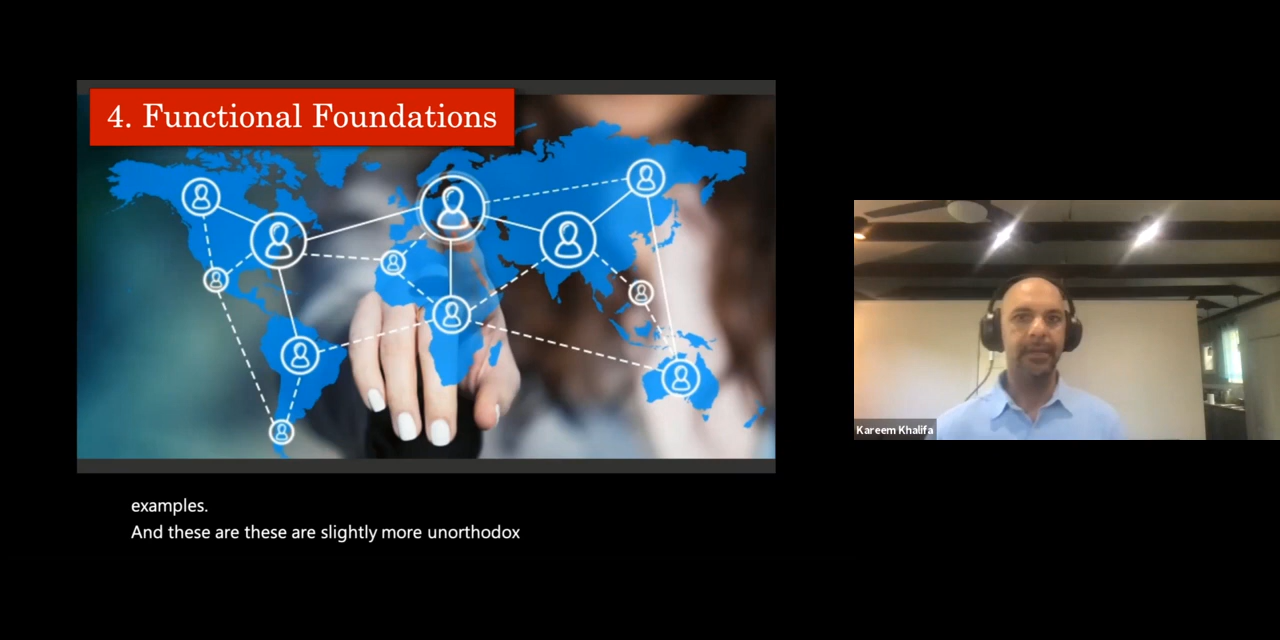 4. Functional Foundations
Kareem Khalifa
examples.
And these are these are slightly more unorthodox